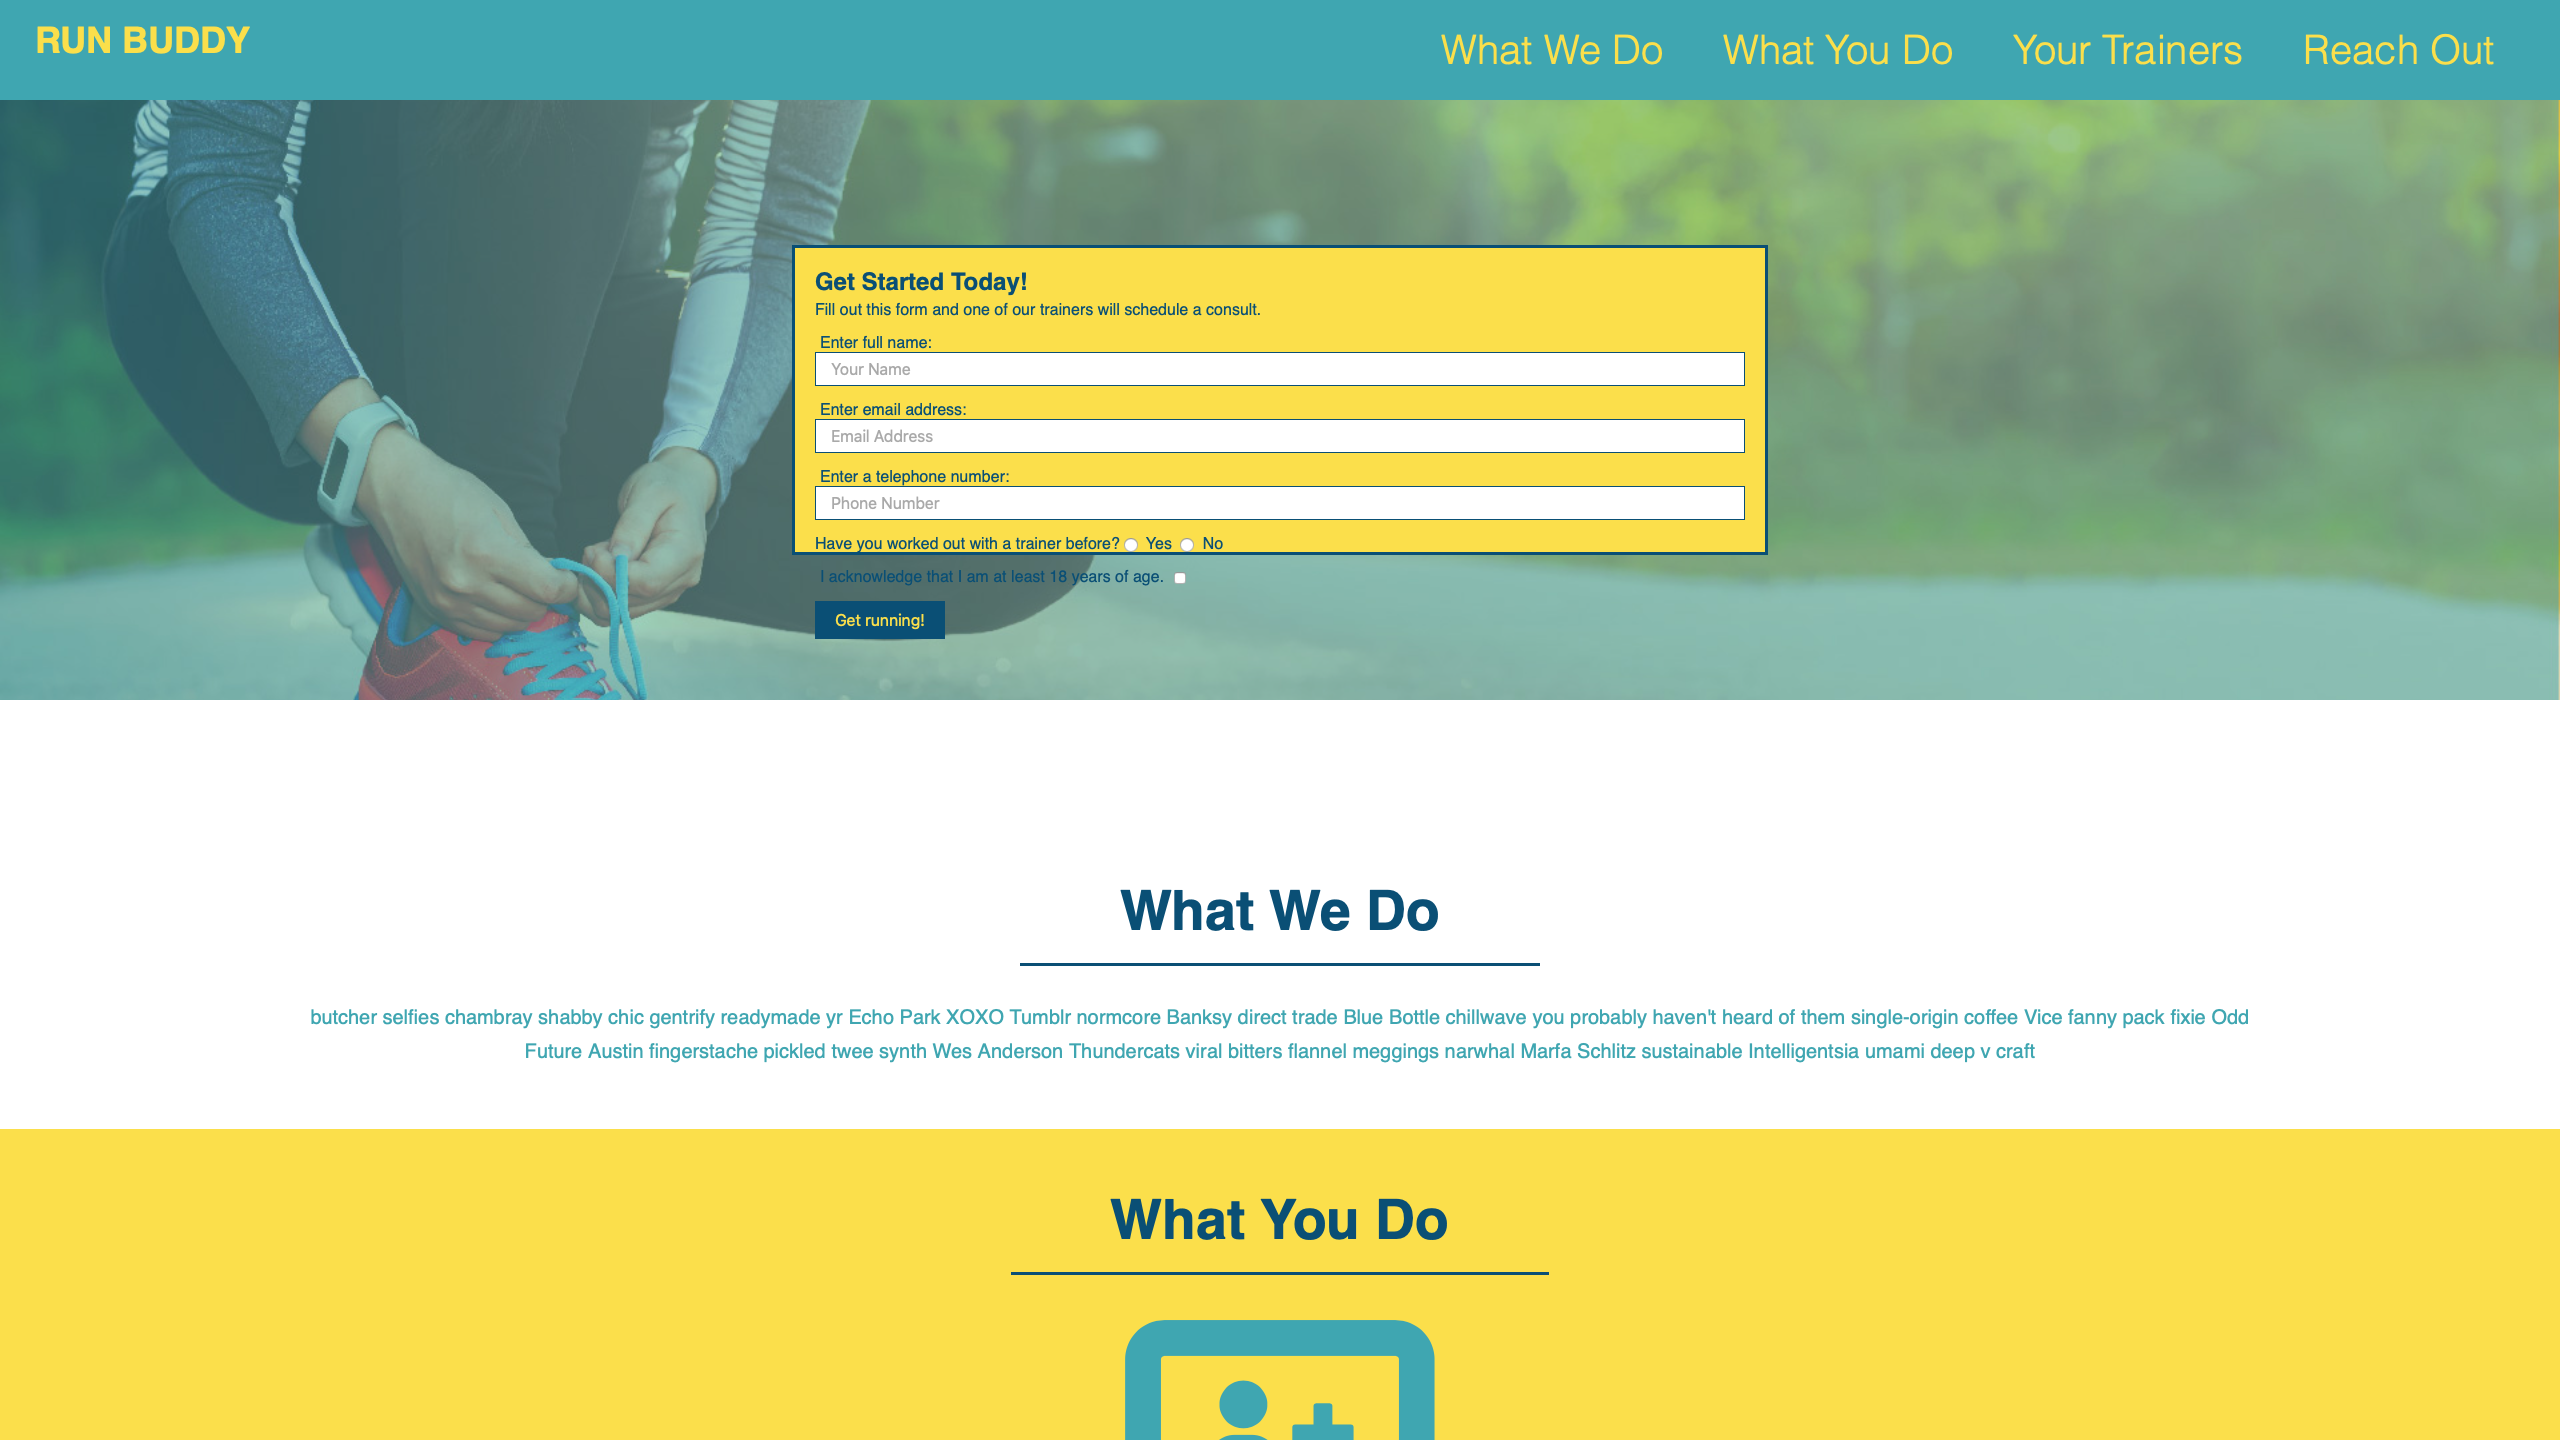 RUN BUDDY
What We Do
What You Do
Your Trainers
Reach Out
Get Started Today!
Fill out this form and one of our trainers will schedule a consult.
Enter full name:
Your Name
Enter email address:
Email Address
Enter a telephone number:
Phone Number
Have you worked out with a trainer before? Yes No
I acknowledge that I am at least 18 years of age.
Get running!
What We Do
butcher selfies chambray shabby chic gentrify readymade yr Echo Park XOXO Tumblr normcore Banksy direct trade Blue Bottle chillwave you probably haven't heard of them single-origin coffee Vice fanny pack fixie Odd
Future Austin fingerstache pickled twee synth Wes Anderson Thundercats viral bitters flannel meggings narwhal Marfa Schlitz sustainable Intelligentsia umami deep v craft
What You Do